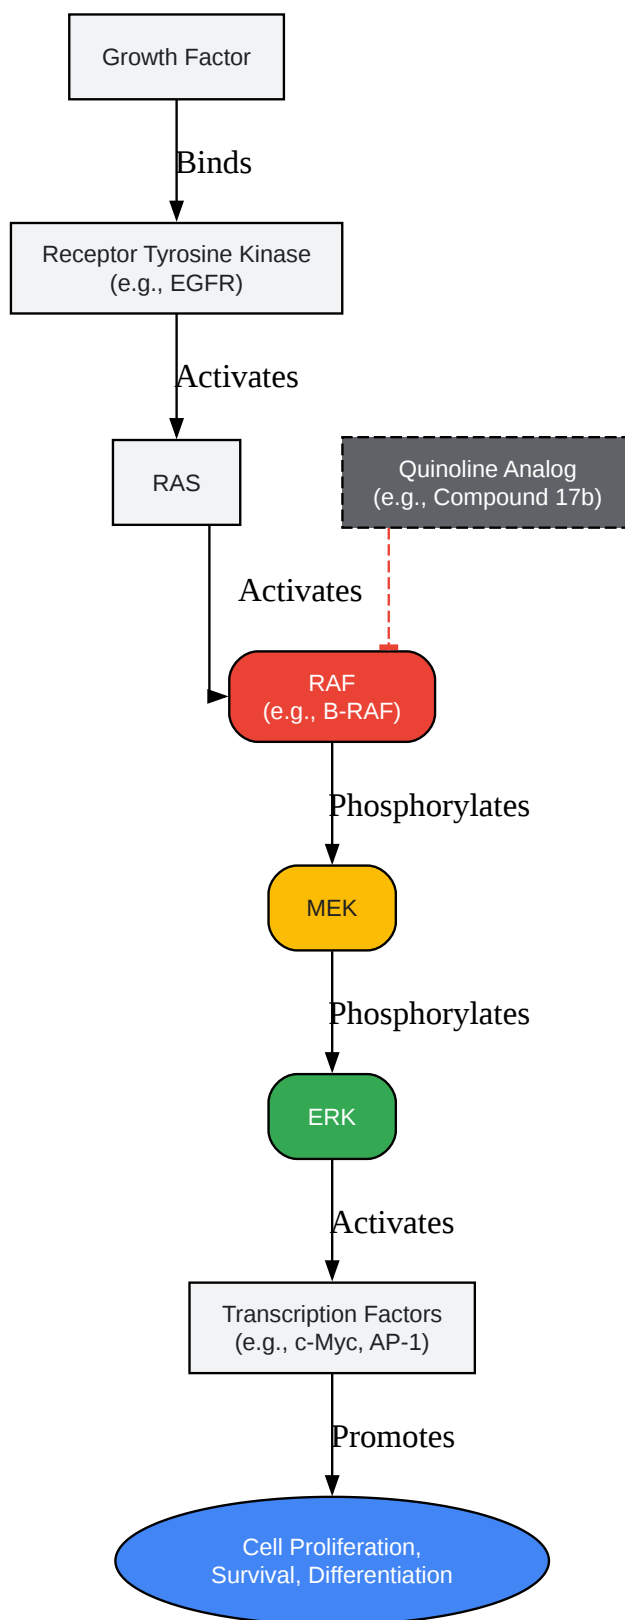 Growth Factor
Binds
Receptor Tyrosine Kinase
(e.g., EGFR)
Activates
RAS
Quinoline Analog
(e.g., Compound 17b)
Activates
RAF
(e.g., B-RAF)
Phosphorylates
MEK
Phosphorylates
ERK
Activates
Transcription Factors
(e.g., c-Myc, AP-1)
Promotes
Cell Proliferation,
Survival, Differentiation